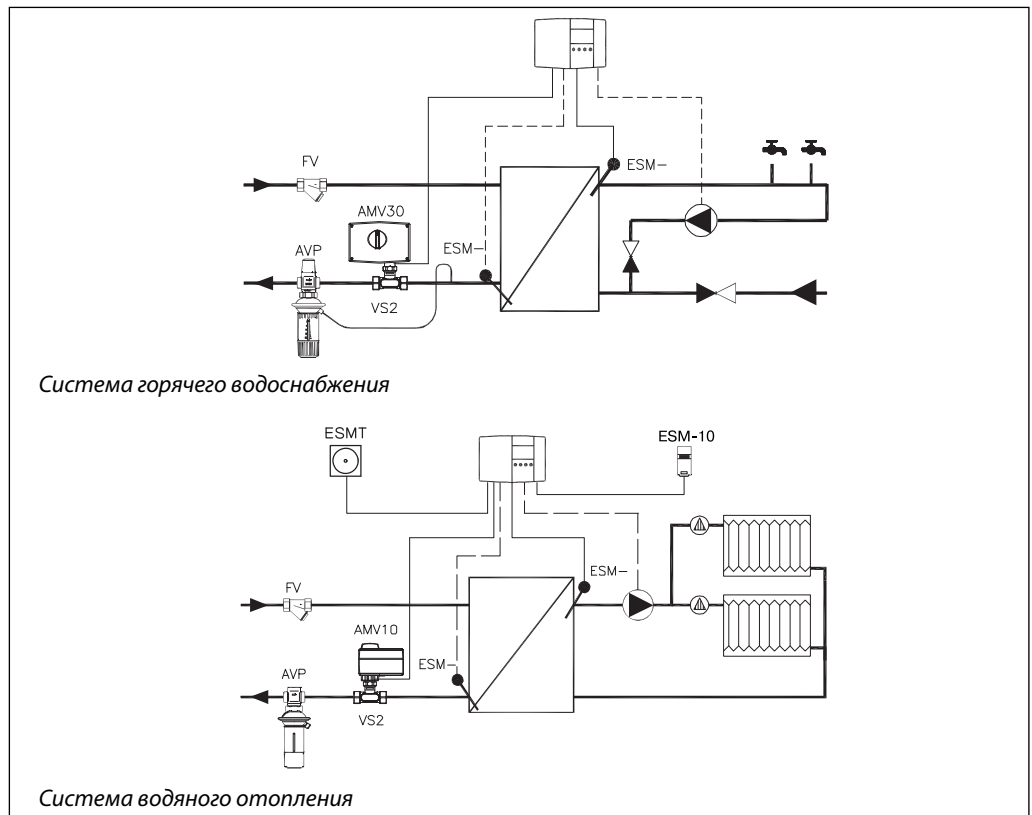 FV
ESM-
AMV30
ESM-
AVP
VS2
Система горячего водоснабжения
ESMT
ESM-10
ESM-
FV
AMV10
ESM-
AVP
VS2
Система водяного отопления